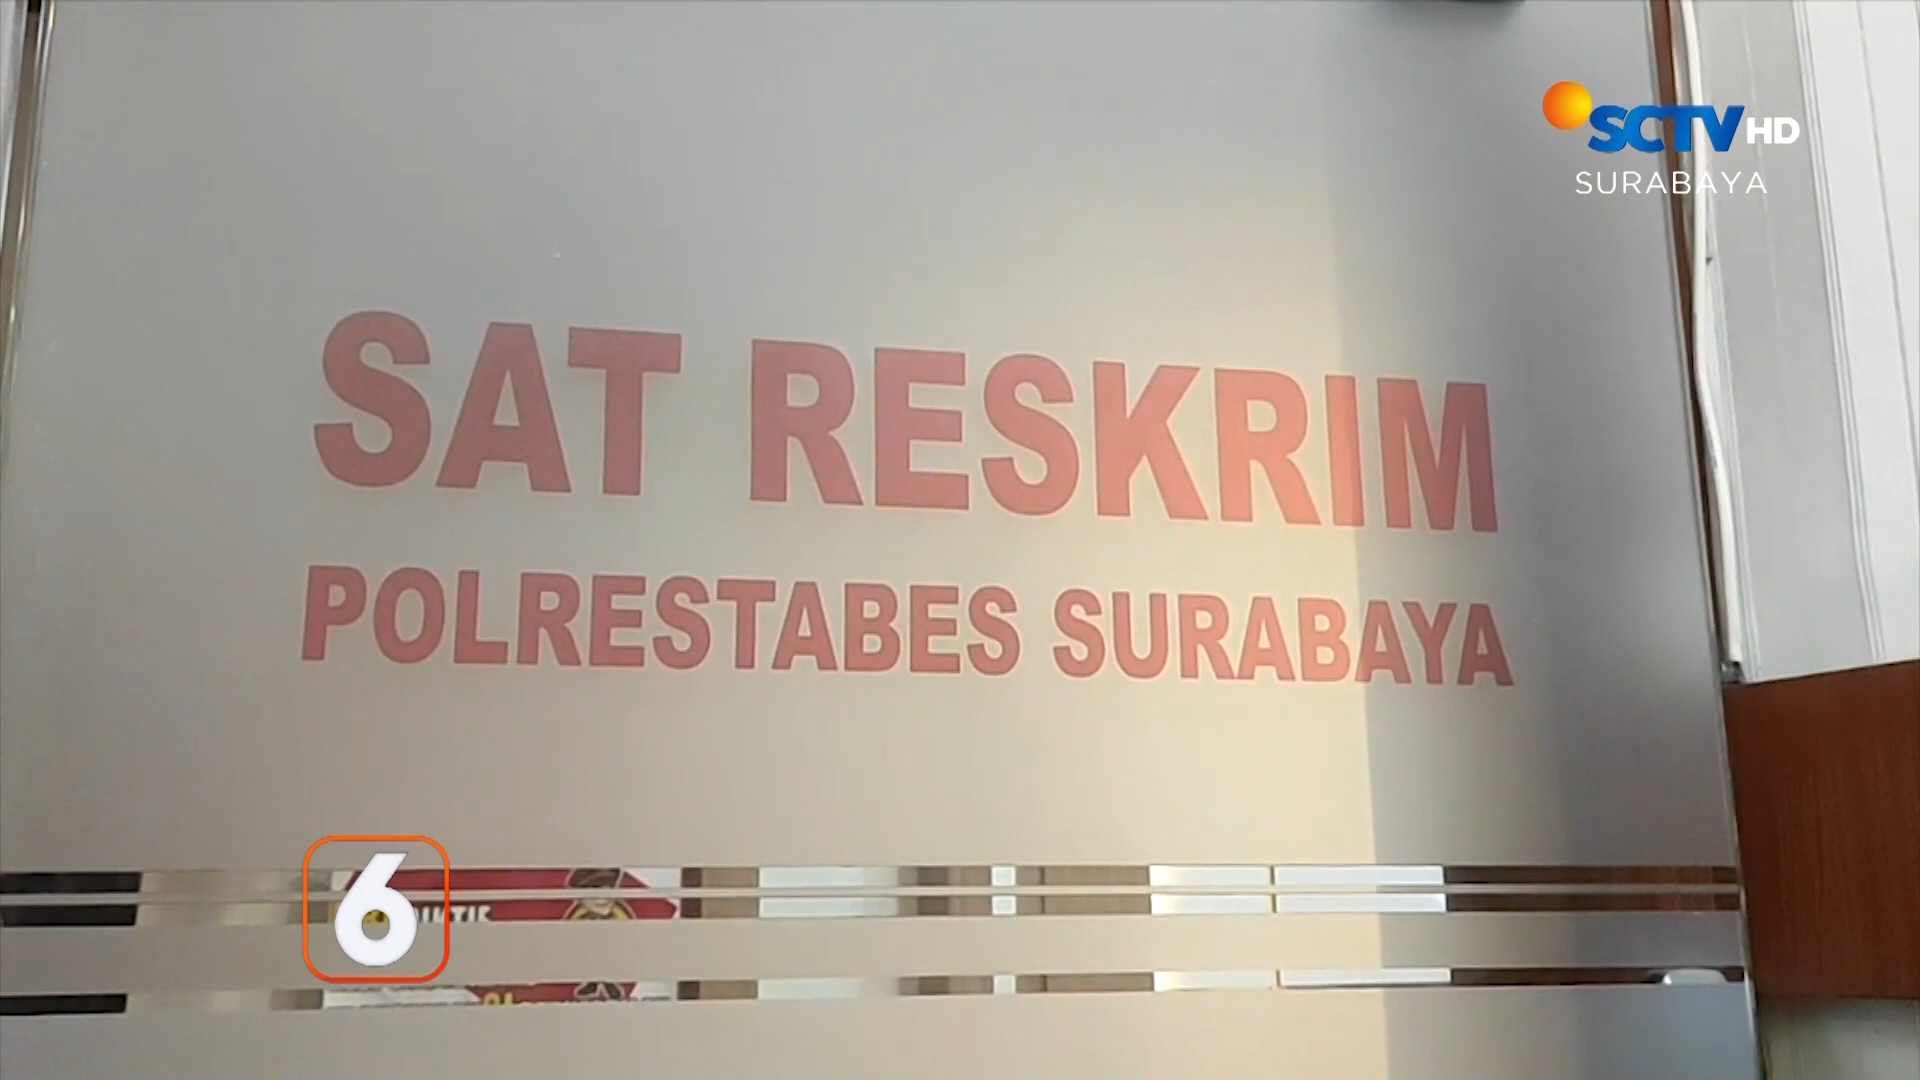 SCTV HD
SURABAYA
SAT RESKRIM
POLRESTABES SURABAYA
6